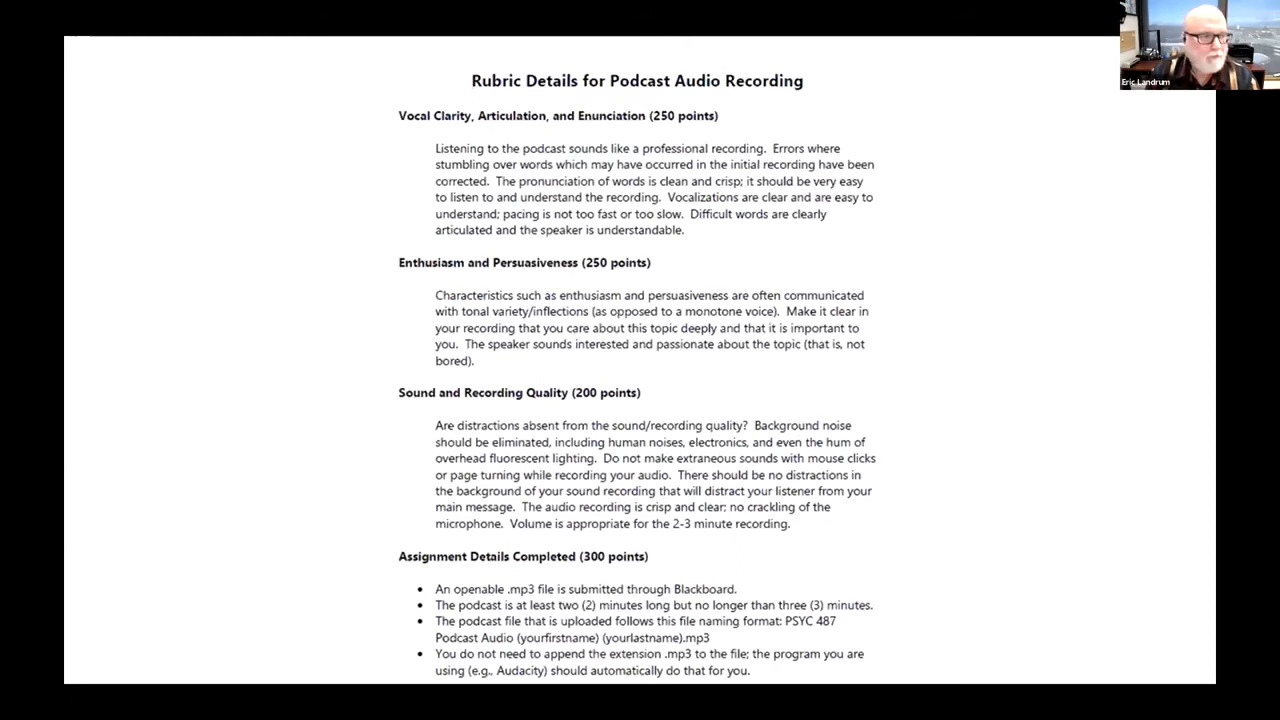 Rubric Details for Podcast Audio Recording
Vocal Clarity, Articulation, and Enunciation (250 points)
Listening to the podcast sounds like a professional recording.  Errors where
stumbling over words which may have occurred in the initial recording have been
corrected.  The pronunciation of words is clean and crisp; it should be very easy
to listen to and understand the recording.  Vocalizations are clear and are easy to
understand; pacing is not too fast or too slow.  Difficult words are clearly
articulated and the speaker is understandable.
Enthusiasm and Persuasiveness (250 points)
Characteristics such as enthusiasm and persuasiveness are often communicated
with tonal variety/inflections (as opposed to a monotone voice).  Make it clear in
your recording that you care about this topic deeply and that it is important to
you.  The speaker sounds interested and passionate about the topic (that is, not
bored).
Sound and Recording Quality (200 points)
Are distractions absent from the sound/recording quality?  Background noise
should be eliminated, including human noises, electronics, and even the hum of
overhead fluorescent lighting.  Do not make extraneous sounds with mouse clicks
or page turning while recording your audio.  There should be no distractions in
the background of your sound recording that will distract your listener from your
main message.  The audio recording is crisp and clear; no crackling of the
microphone.  Volume is appropriate for the 2-3 minute recording.
Assignment Details Completed (300 points)
• An openable .mp3 file is submitted through Blackboard.
• The podcast is at least two (2) minutes long but no longer than three (3) minutes.
• The podcast file that is uploaded follows this file naming format: PSYC 487
Podcast Audio (yourfirstname) (yourlastname).mp3
• You do not need to append the extension .mp3 to the file; the program you are
using (e.g., Audacity) should automatically do that for you.
Eric Landrum